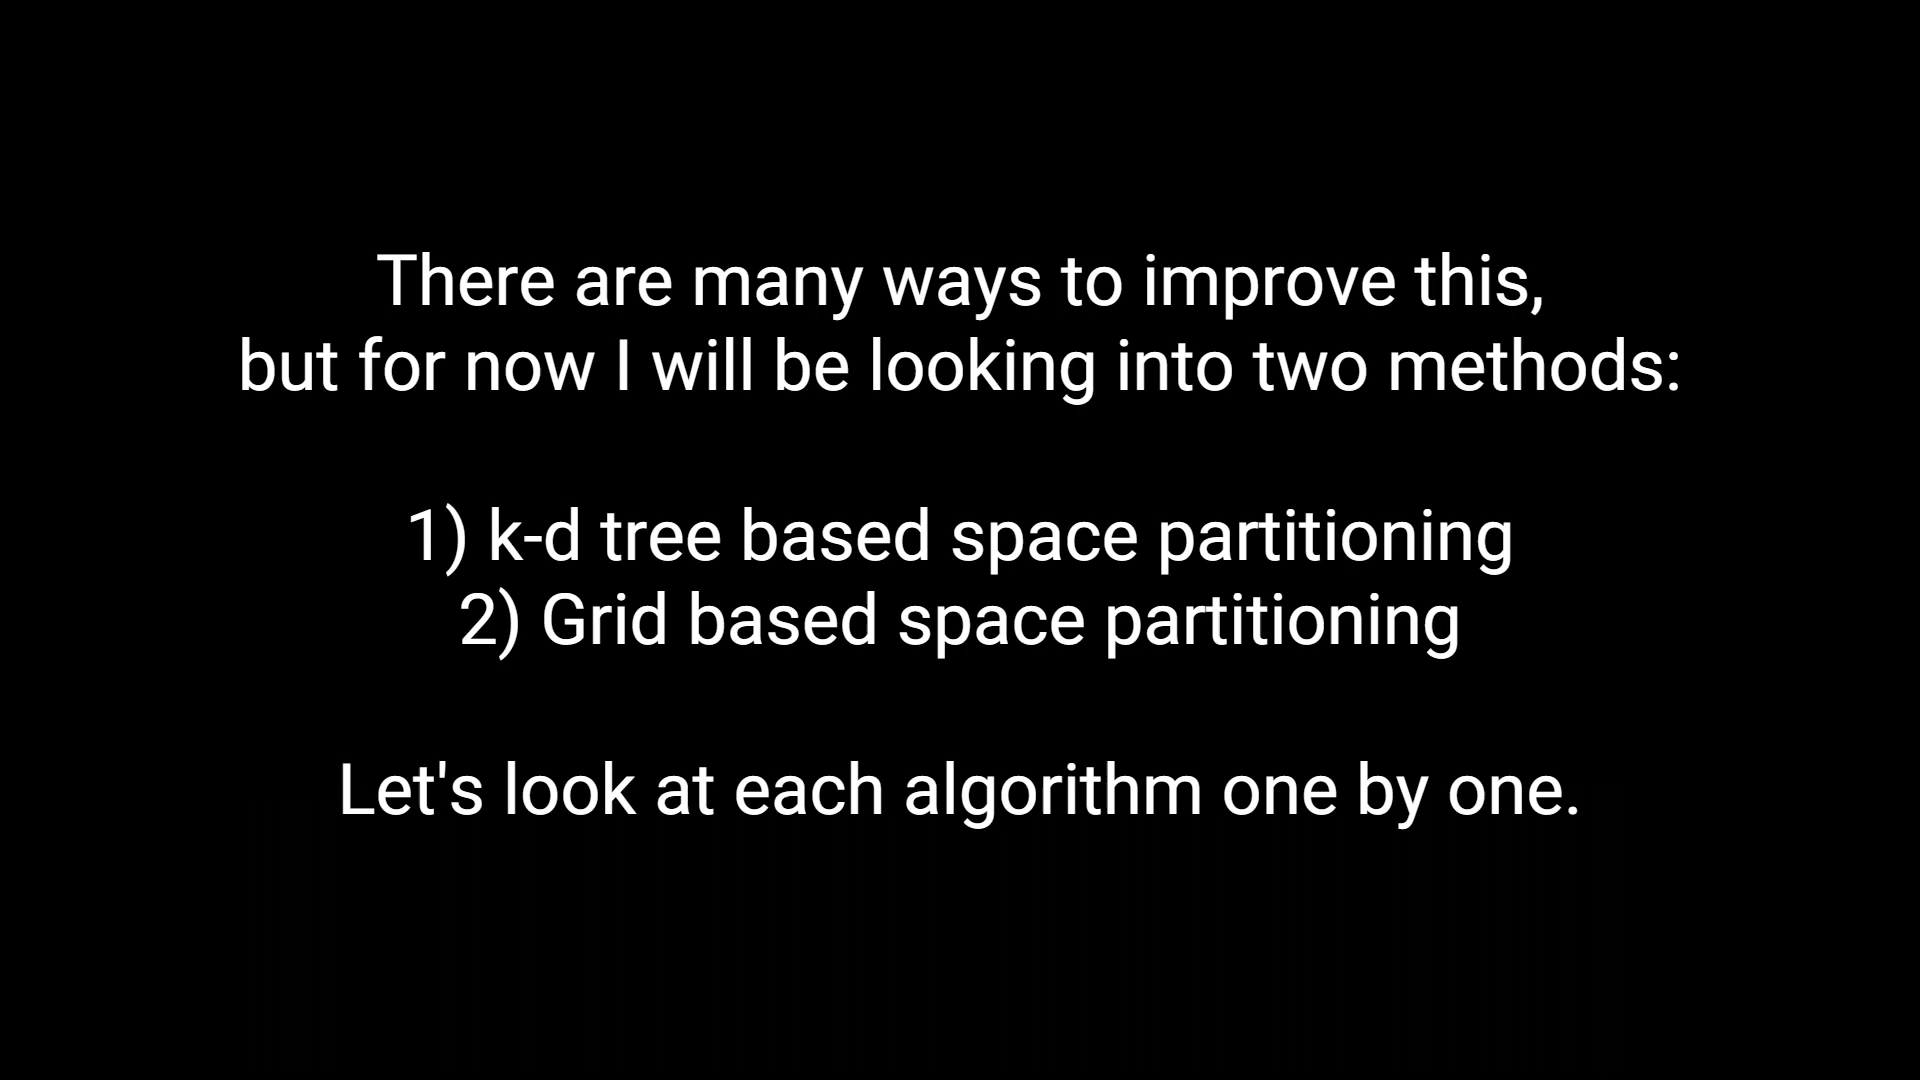 There are many ways to improve this,
but for now I will be looking into two methods:
1) k-d tree based space partitioning
2) Grid based space partitioning
Let's look at each algorithm one by one.